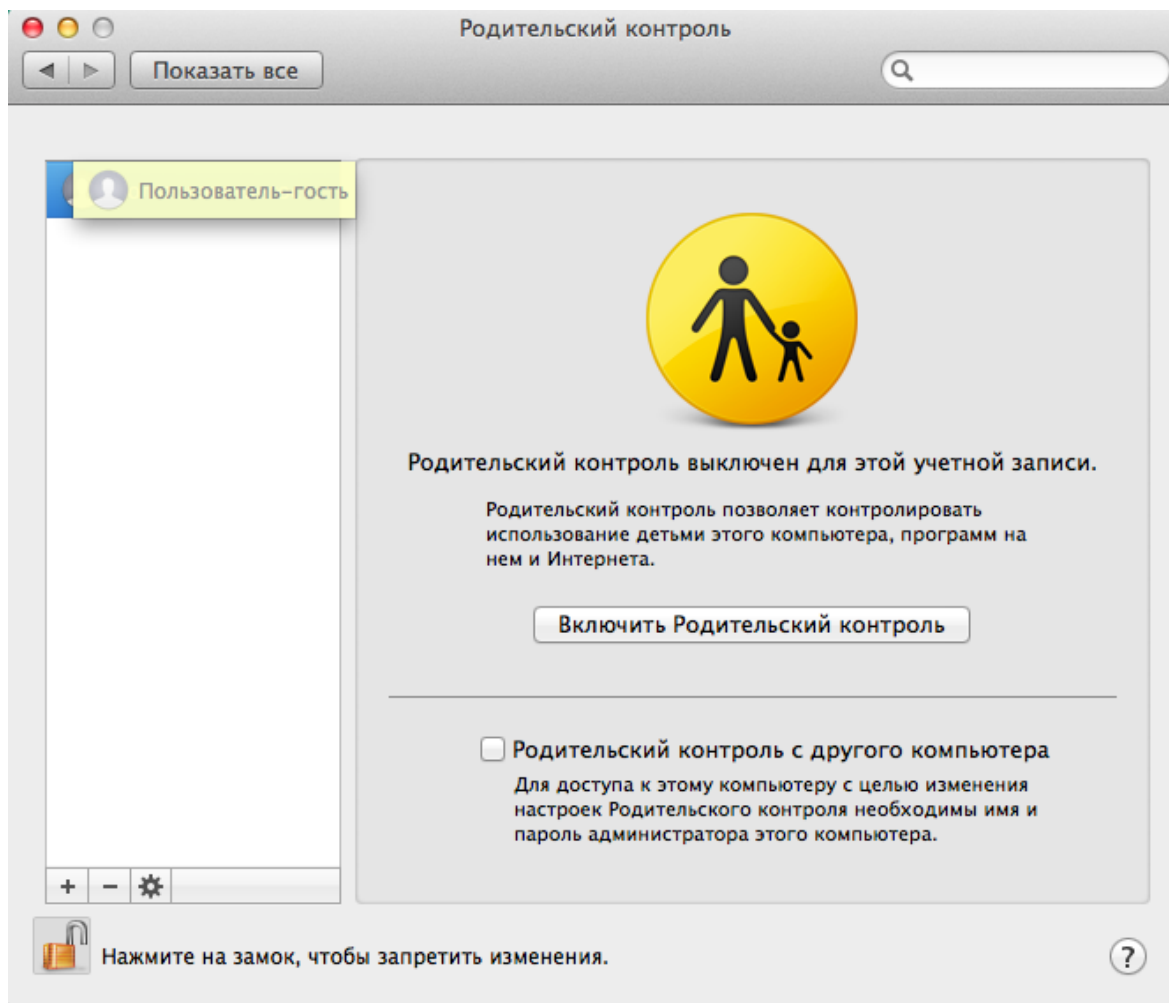 Родительский контроль
Показать все
Пользователь-гость
Родительский контроль выключен для этой учетной записи.
Родительский контроль позволяет контролировать
использование детьми этого компьютера, программ на
нем и Интернета.
Включить Родительский контроль
Родительский контроль с другого компьютера
Для доступа к этому компьютеру с целью изменения
настроек Родительского контроля необходимы имя и
пароль администратора этого компьютера.
Нажмите на замок, чтобы запретить изменения.
?